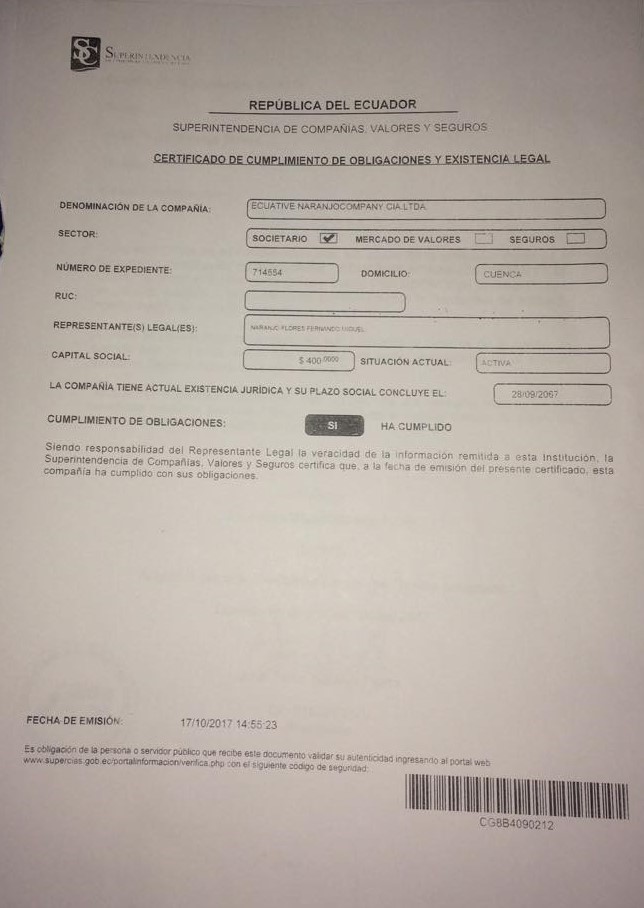 SC SUPERINTENDENCIA
REPÚBLICA DEL ECUADOR
SUPERINTENDENCIA DE COMPAÑIAS, VALORES Y SEGUROS
CERTIFICADO DE CUMPLIMIENTO DE OBLIGACIONES Y EXISTENCIA LEGAL
DENOMINACIÓN DE LA COMPAÑÍA: ECUATIVE NARANJOCOMPANY CIA.LTDA.
SECTOR: SOCIETARIO MERCADO DE VALORES SEGUROS
NÚMERO DE EXPEDIENTE: 714554 DOMICILIO: CUENCA
RUC:
REPRESENTANTE(S) LEGAL(ES): NARANJO FLORES FERNANDO MIGUEL
CAPITAL SOCIAL: $ 400.0000 SITUACIÓN ACTUAL: ACTIVA
LA COMPAÑÍA TIENE ACTUAL EXISTENCIA JURÍDICA Y SU PLAZO SOCIAL CONCLUYE EL: 28/09/2067
CUMPLIMIENTO DE OBLIGACIONES: SI HA CUMPLIDO
Siendo responsabilidad del Representante Legal la veracidad de la información remitida a esta Institución, la
Superintendencia de Compañías, Valores y Seguros certifica que, a la fecha de emisión del presente certificado, esta
compañía ha cumplido con sus obligaciones.
FECHA DE EMISIÓN: 17/10/2017 14:55:23
Es obligación de la persona o servidor público que recibe este documento validar su autenticidad ingresando al portal web
www.supercias.gob.ec/portalinformacion/verifica.php con el siguiente código de seguridad:
CG8B4090212